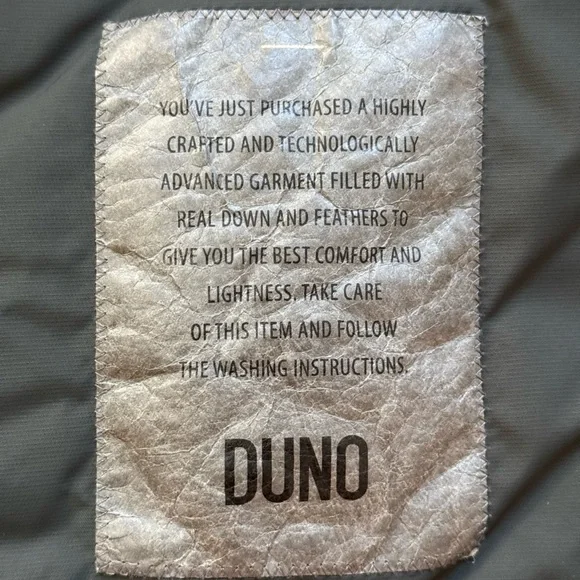 YOU'VE JUST PURCHASED A HIGHLY
CRAFTED AND TECHNOLOGICALLY
ADVANCED GARMENT FILLED WITH
REAL DOWN AND FEATHERS TO
GIVE YOU THE BEST COMFORT AND
LIGHTNESS, TAKE CARE
OF THIS ITEM AND FOLLOW
THE WASHING INSTRUCTIONS.
DUNO